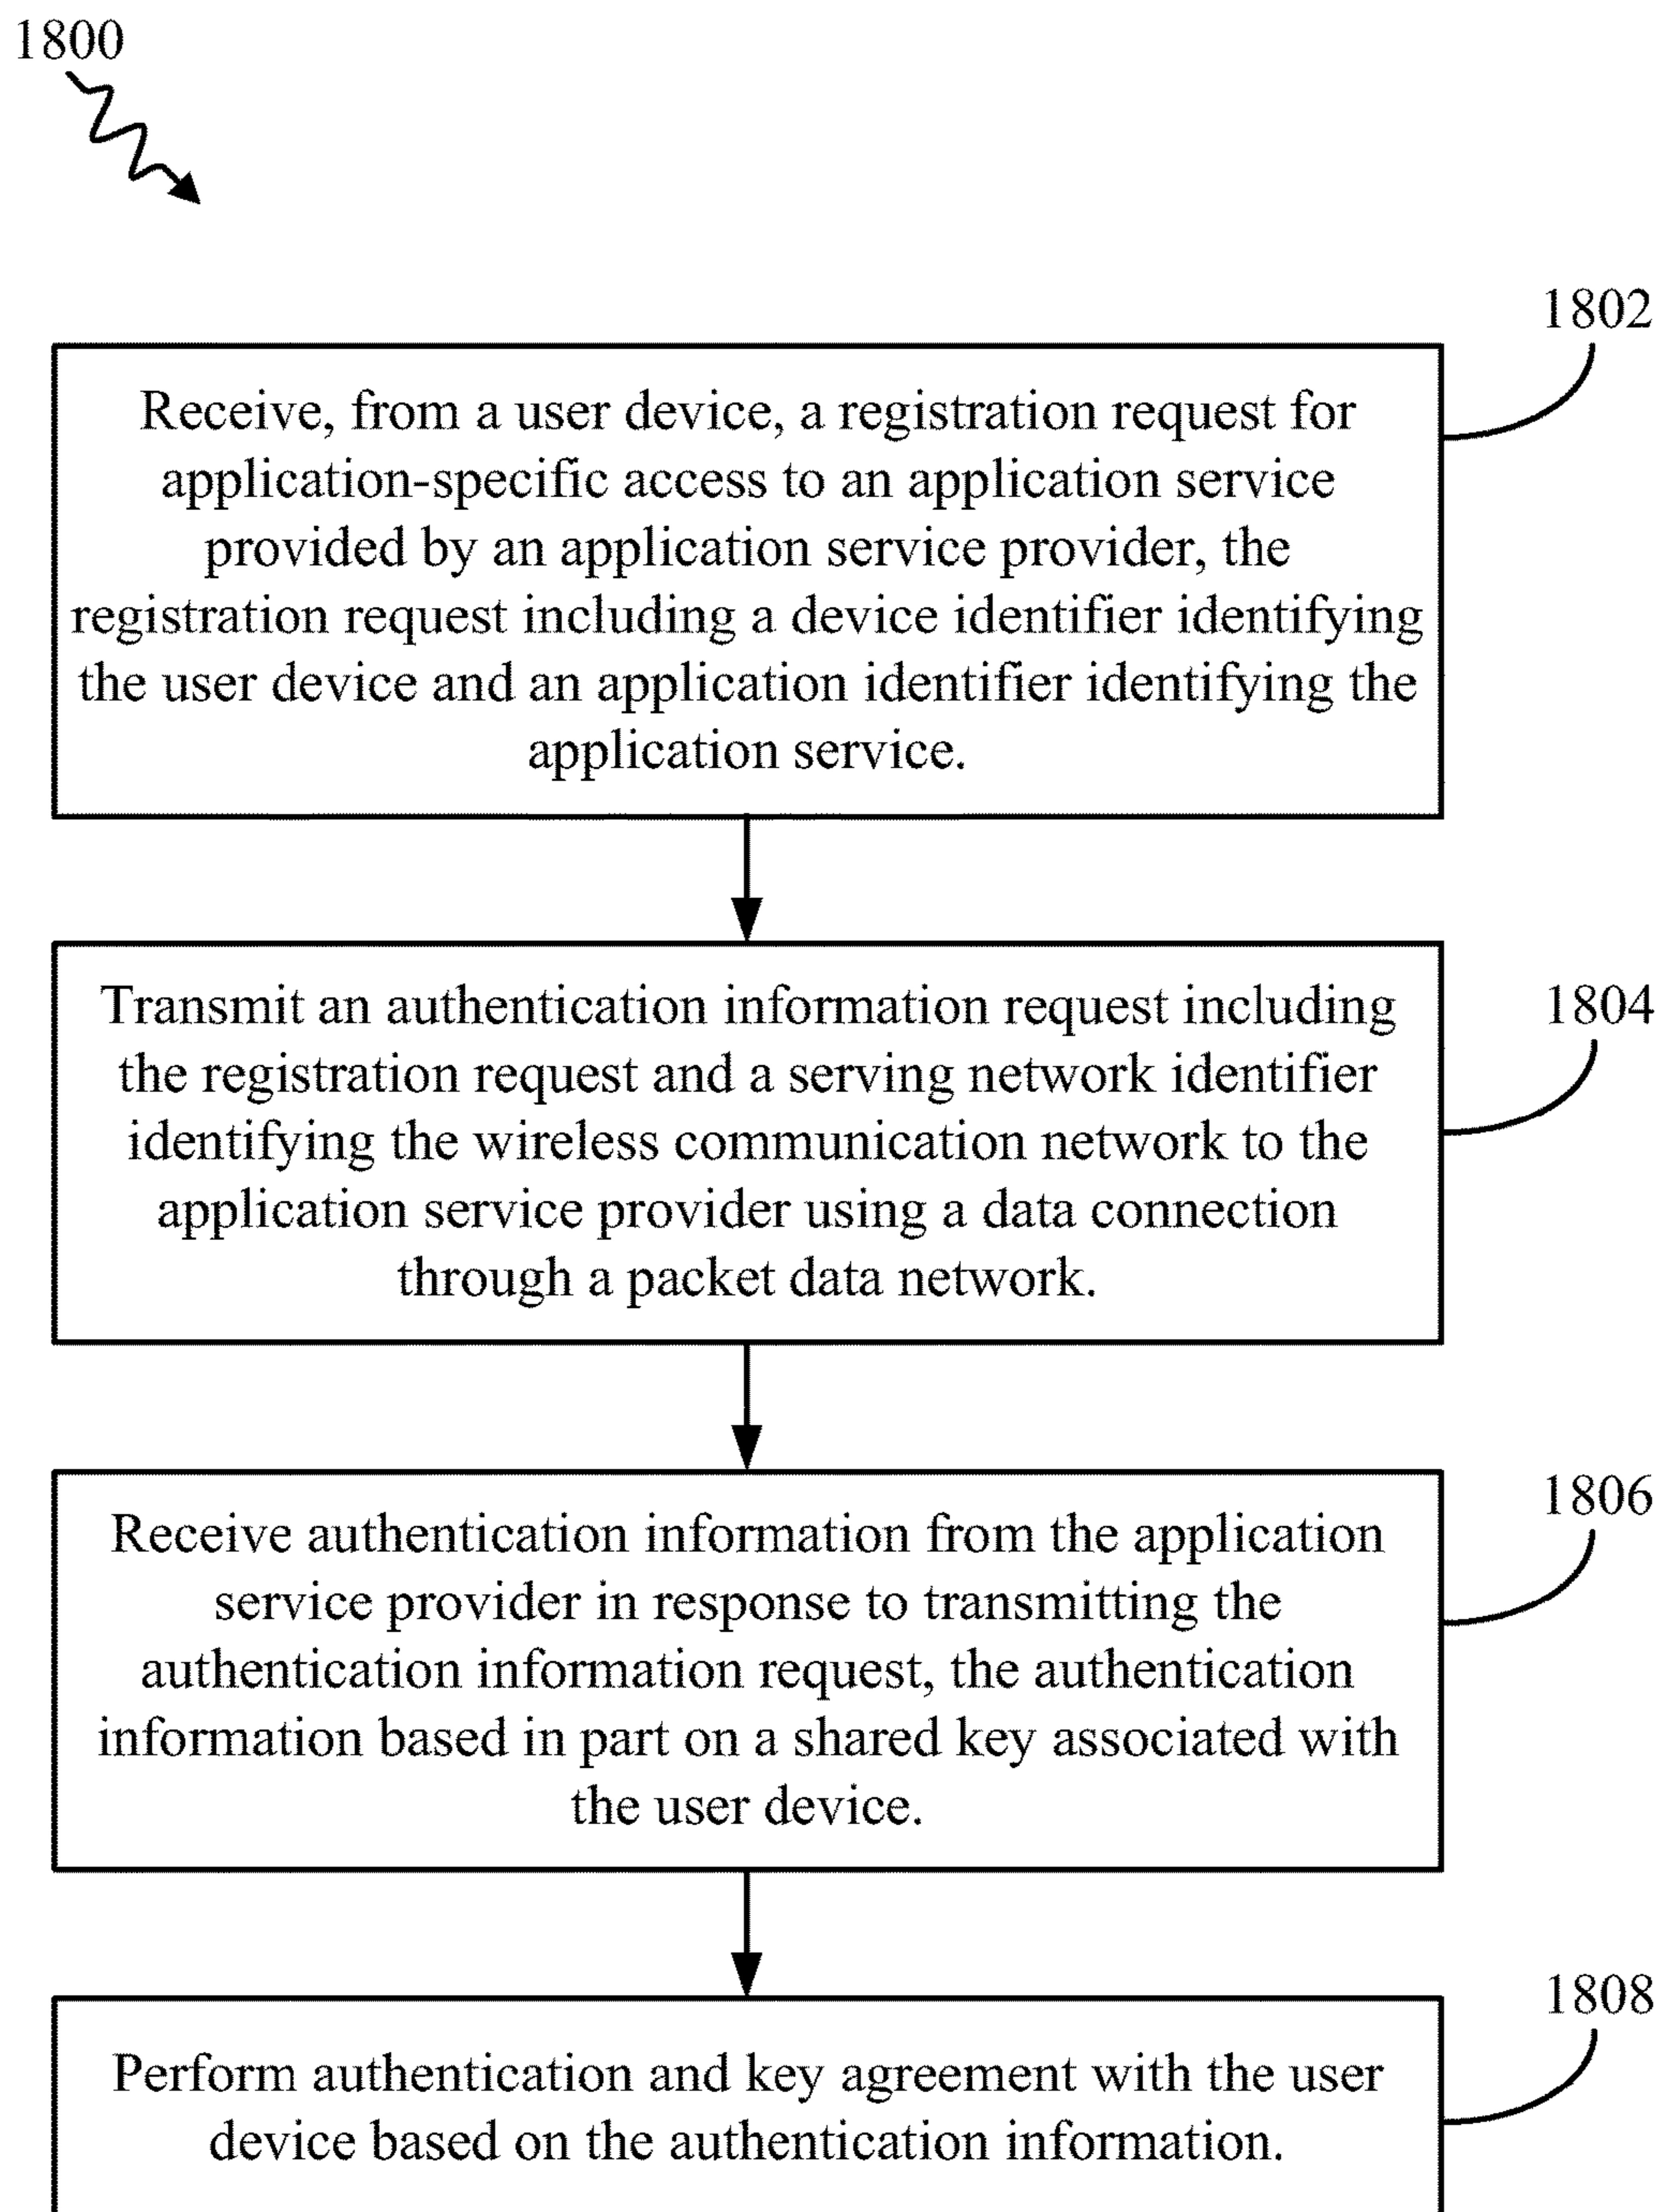 1800
1802
Receive, from a user device, a registration request for
application-specific access to an application service
provided by an application service provider, the
registration request including a device identifier identifying
the user device and an application identifier identifying the
application service.
1804
Transmit an authentication information request including
the registration request and a serving network identifier
identifying the wireless communication network to the
application service provider using a data connection
through a packet data network.
1806
Receive authentication information from the application
service provider in response to transmitting the
authentication information request, the authentication
information based in part on a shared key associated with
the user device.
1808
Perform authentication and key agreement with the user
device based on the authentication information.